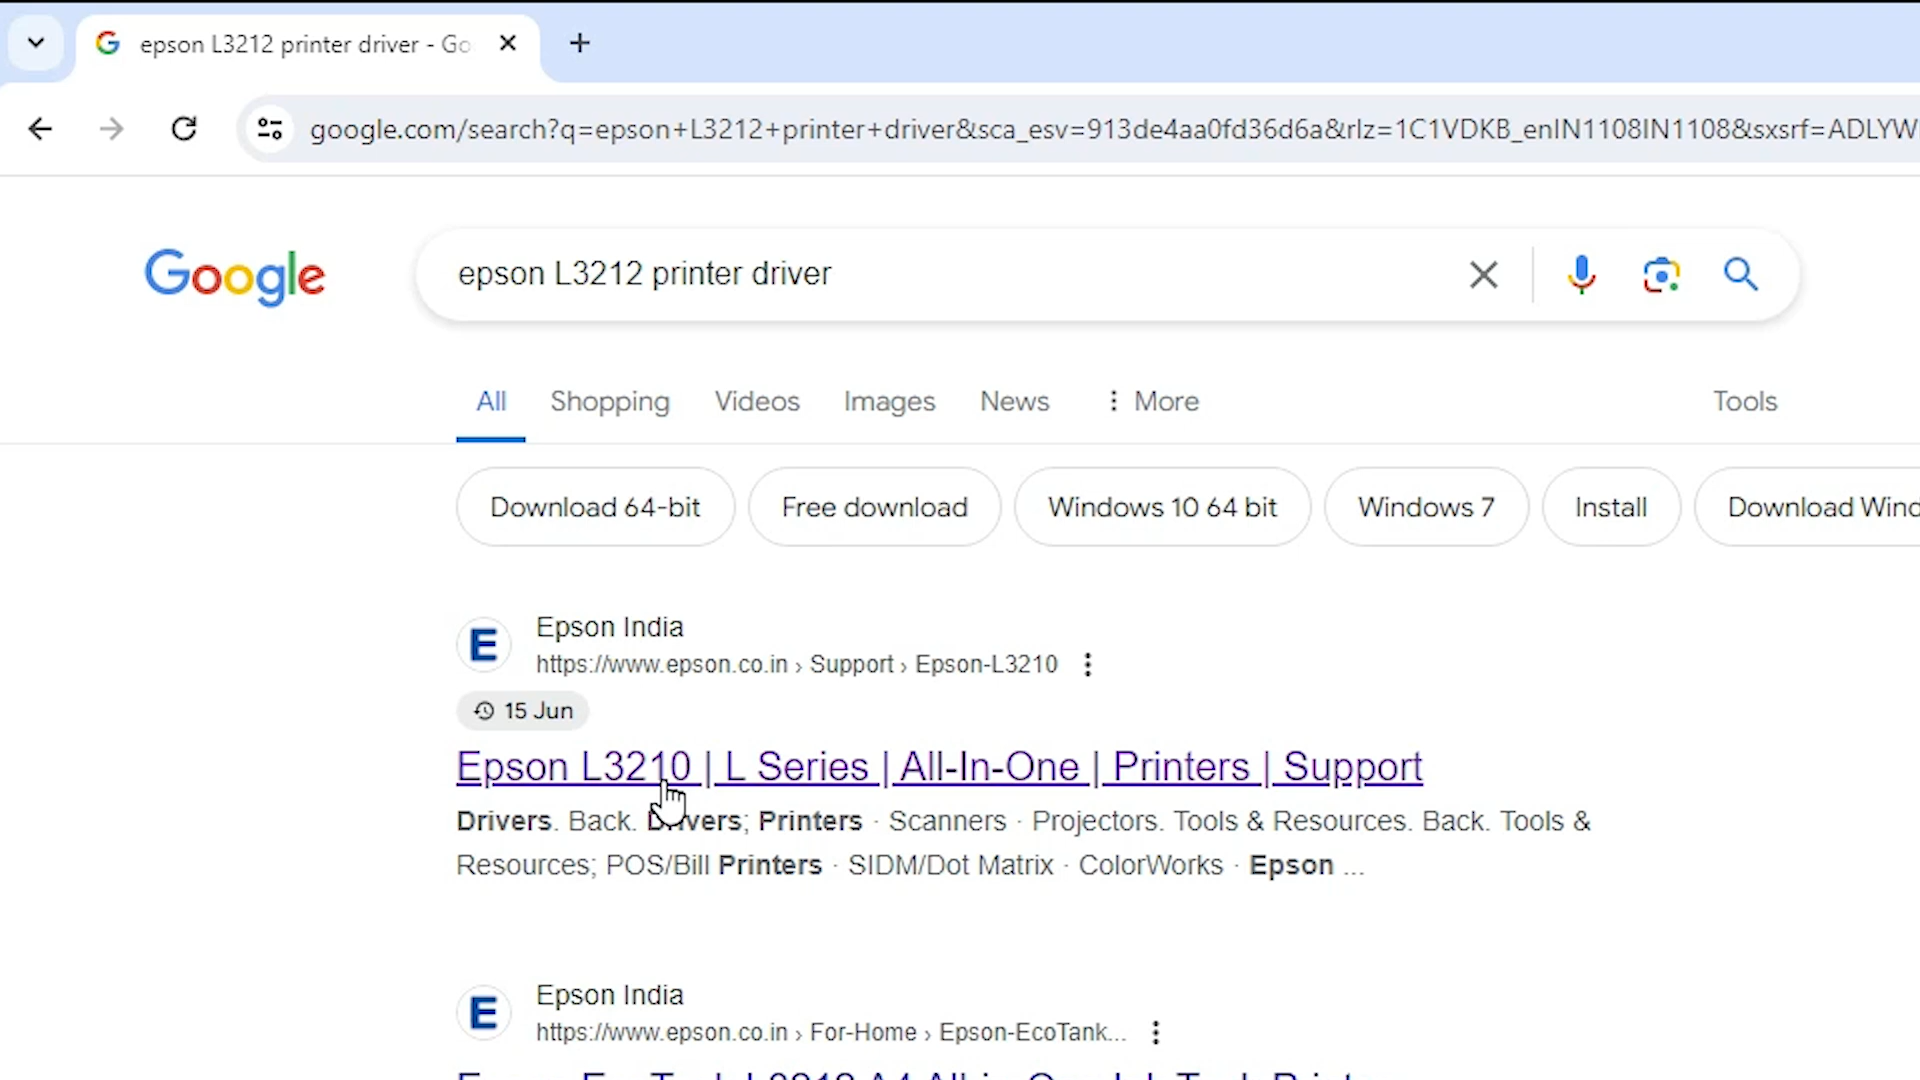 epson L3212 printer driver - Go
google.com/search?q=epson+L3212+printer+driver&sca_esv=913de4aa0fd36d6a&rlz=1C1VDKB_enIN1108IN1108&sxsrf=ADLYW
Google
epson L3212 printer driver
All Shopping Videos Images News More Tools
Download 64-bit Free download Windows 10 64 bit Windows 7 Install Download Wind
Epson India
https://www.epson.co.in › Support › Epson-L3210
15 Jun
Epson L3210 | L Series | All-In-One | Printers | Support
Drivers. Back. Drivers; Printers · Scanners · Projectors. Tools & Resources. Back. Tools &
Resources; POS/Bill Printers · SIDM/Dot Matrix · ColorWorks · Epson ...
Epson India
https://www.epson.co.in › For-Home › Epson-EcoTank...